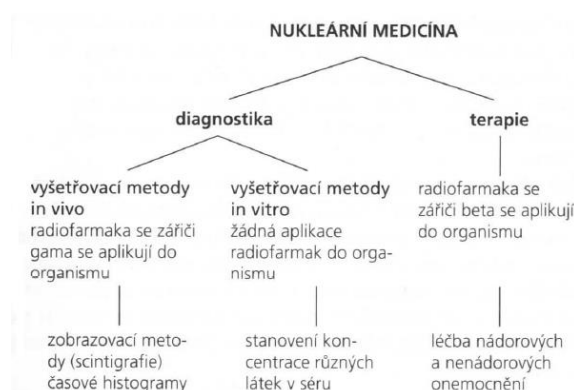 NUKLEÁRNÍ MEDICÍNA
diagnostika
terapie
vyšetřovací metody
in vivo
radiofarmaka se zářiči
gama se aplikují do
organismu
vyšetřovací metody
in vitro
žádná aplikace
radiofarmak do orga-
nismu
radiofarmaka se
zářiči beta se aplikují
do organismu
zobrazovací meto-
dy (scintigrafie)
časové histogramy
stanovení kon-
centrace různých
látek v séru
léčba nádorových
a nenádorových
onemocnění